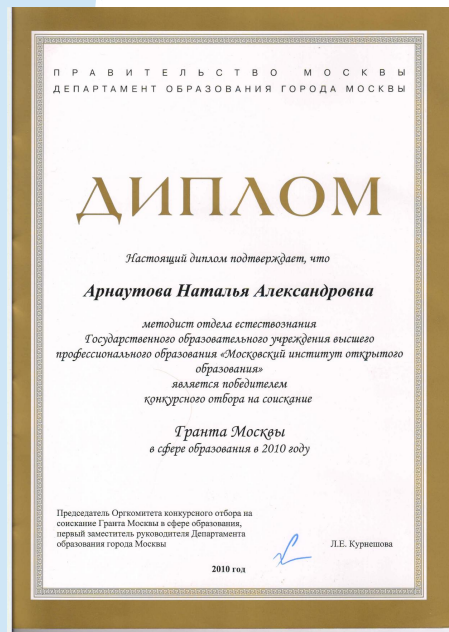 ПРАВИТЕЛЬСТВО МОСКВЫ
ДЕПАРТАМЕНТ ОБРАЗОВАНИЯ ГОРОДА МОСКВЫ
ДИПЛОМ
Настоящий диплом подтверждает, что
Арнаутова Наталья Александровна
методист отдела естествознания
Государственного образовательного учреждения высшего
профессионального образования «Московский институт открытого
образования»
является победителем
конкурсного отбора на соискание
Гранта Москвы
в сфере образования в 2010 году
Председатель Оргкомитета конкурсного отбора на
соискание Гранта Москвы в сфере образования,
первый заместитель руководителя Департамента
образования города Москвы
Л.Е. Курнешова
2010 год